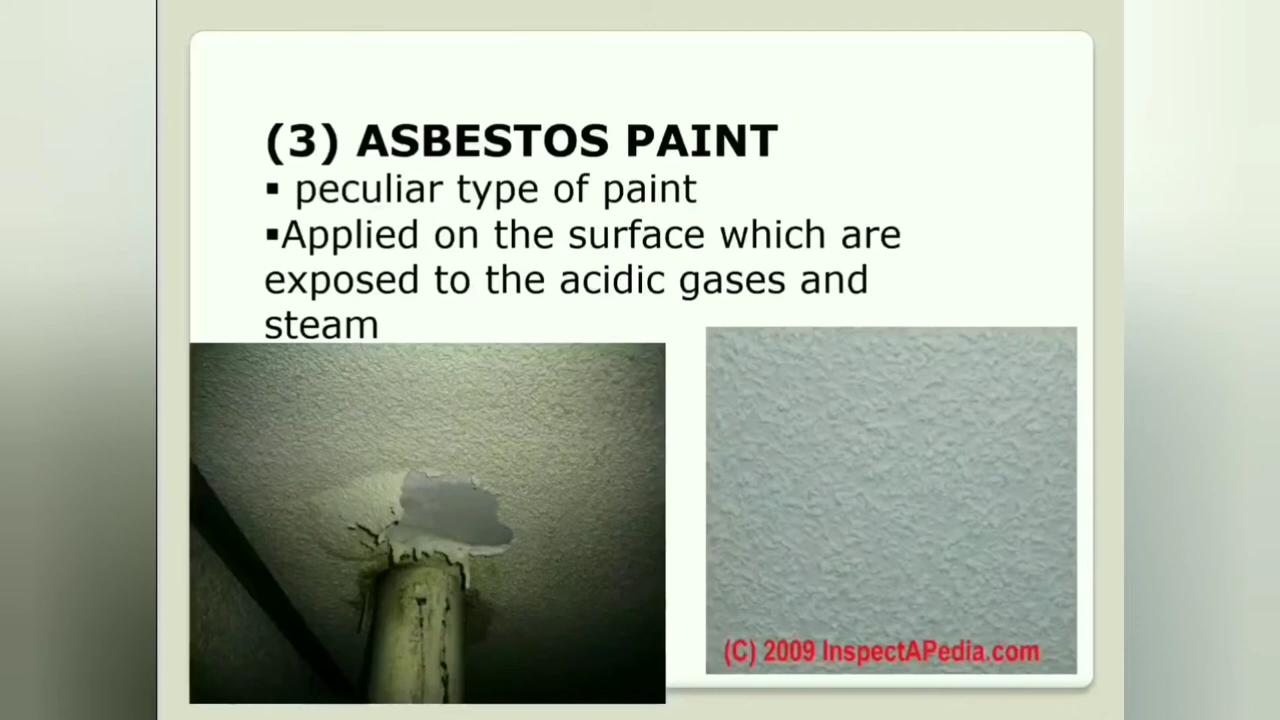 (3) ASBESTOS PAINT
▪ peculiar type of paint
▪Applied on the surface which are
exposed to the acidic gases and
steam
(C) 2009 InspectAPedia.com